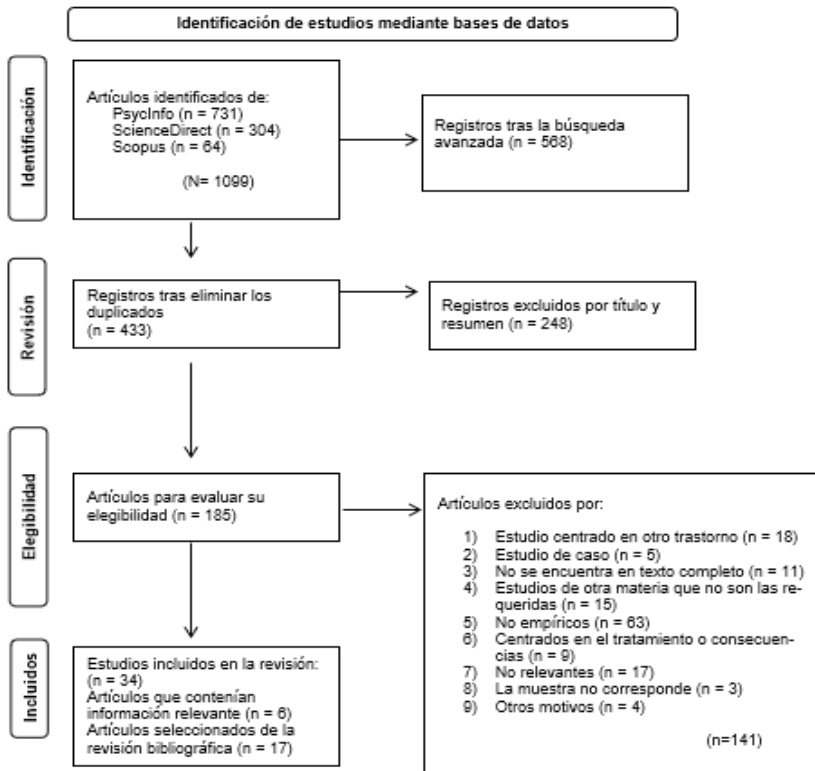 Identificación de estudios mediante bases de datos
Identificación
Artículos identificados de:
PsycInfo (n = 731)
ScienceDirect (n = 304)
Scopus (n = 64)
(N= 1099)
Registros tras la búsqueda
avanzada (n = 568)
Revisión
Registros tras eliminar los
duplicados
(n = 433)
Registros excluidos por título y
resumen (n = 248)
Elegibilidad
Artículos para evaluar su
elegibilidad (n = 185)
Artículos excluidos por:
1) Estudio centrado en otro trastorno (n = 18)
2) Estudio de caso (n = 5)
3) No se encuentra en texto completo (n = 11)
4) Estudios de otra materia que no son las re-
queridas (n = 15)
5) No empíricos (n = 63)
6) Centrados en el tratamiento o consecuen-
cias (n = 9)
7) No relevantes (n = 17)
8) La muestra no corresponde (n = 3)
9) Otros motivos (n = 4)
(n=141)
Incluidos
Estudios incluidos en la revisión:
(n = 34)
Artículos que contenían
información relevante (n = 6)
Artículos seleccionados de la
revisión bibliográfica (n = 17)